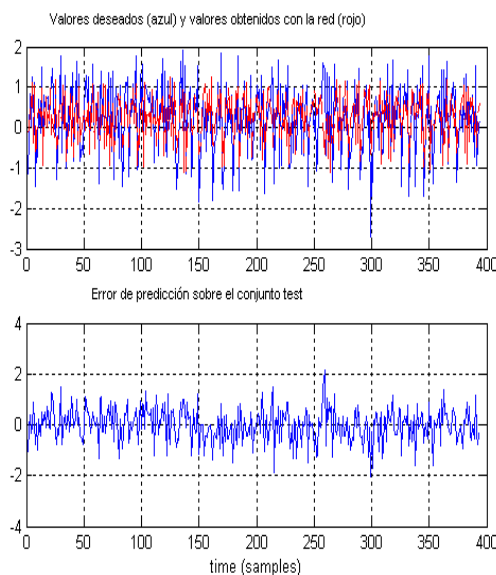 Valores deseados (azul) y valores obtenidos con la red (rojo)
2
1
0
-1
-2
-3
0 50 100 150 200 250 300 350 400
Error de predicción sobre el conjunto test
4
2
0
-2
-4
0 50 100 150 200 250 300 350 400
time (samples)